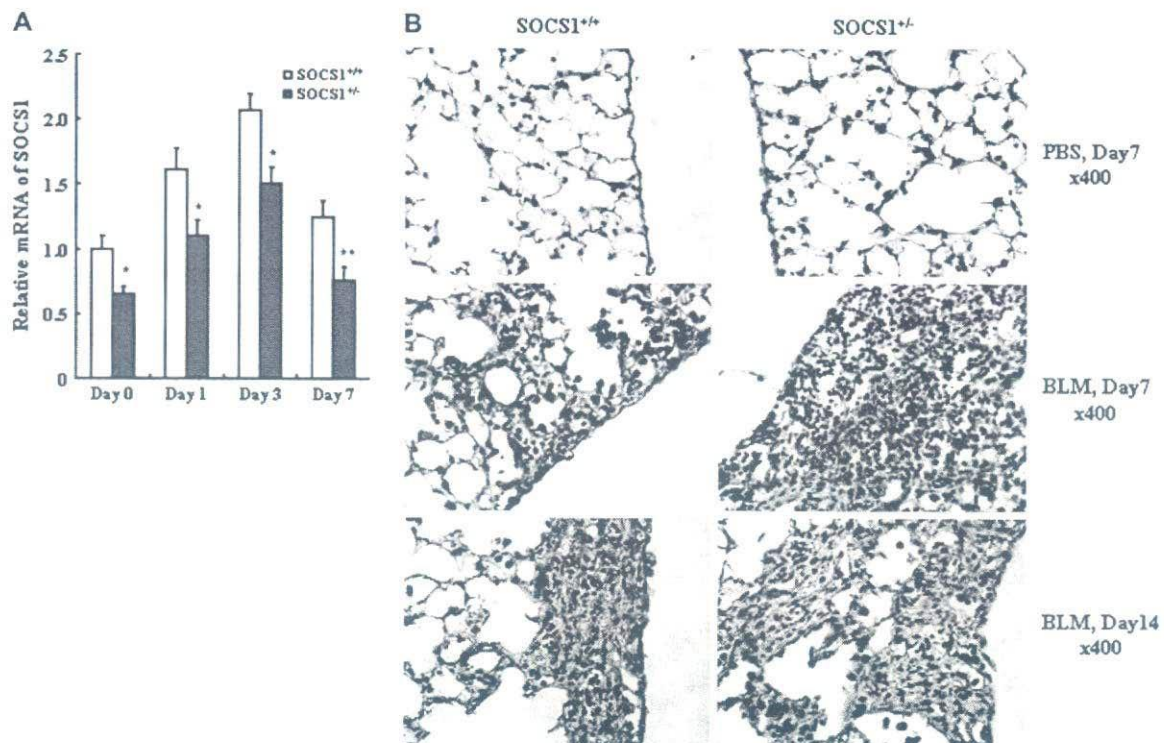 A
Relative mRNA of SOCS1
2.5
2.0
1.5
1.0
0.5
0
SOCS1+/+
SOCS1+/-
*
*
*
**
Day 0
Day 1
Day 3
Day 7
B
SOCS1+/+
SOCS1+/-
PBS, Day7
x400
BLM, Day7
x400
BLM, Day14
x400